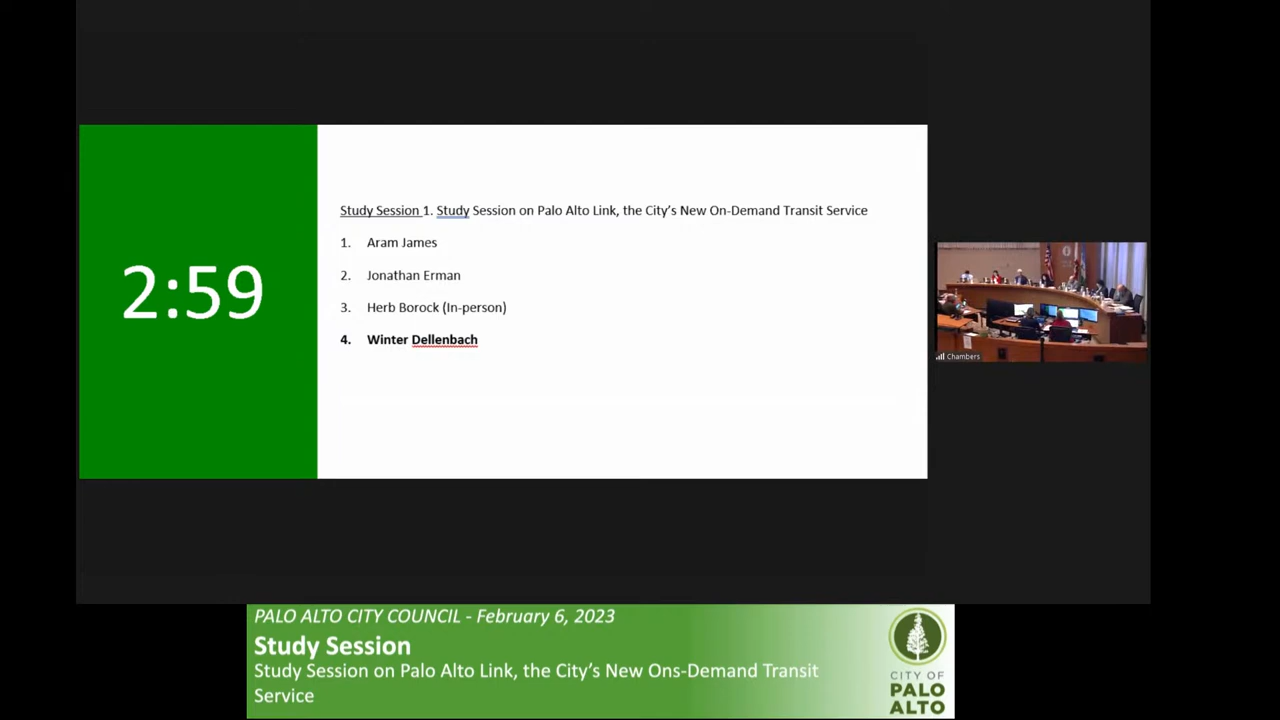 2:59
Study Session 1. Study Session on Palo Alto Link, the City's New On-Demand Transit Service
1. Aram James
2. Jonathan Erman
3. Herb Borock (In-person)
4. Winter Dellenbach
Chambers
PALO ALTO CITY COUNCIL - February 6, 2023
Study Session
Study Session on Palo Alto Link, the City's New Ons-Demand Transit
Service
CITY OF
PALO
ALTO